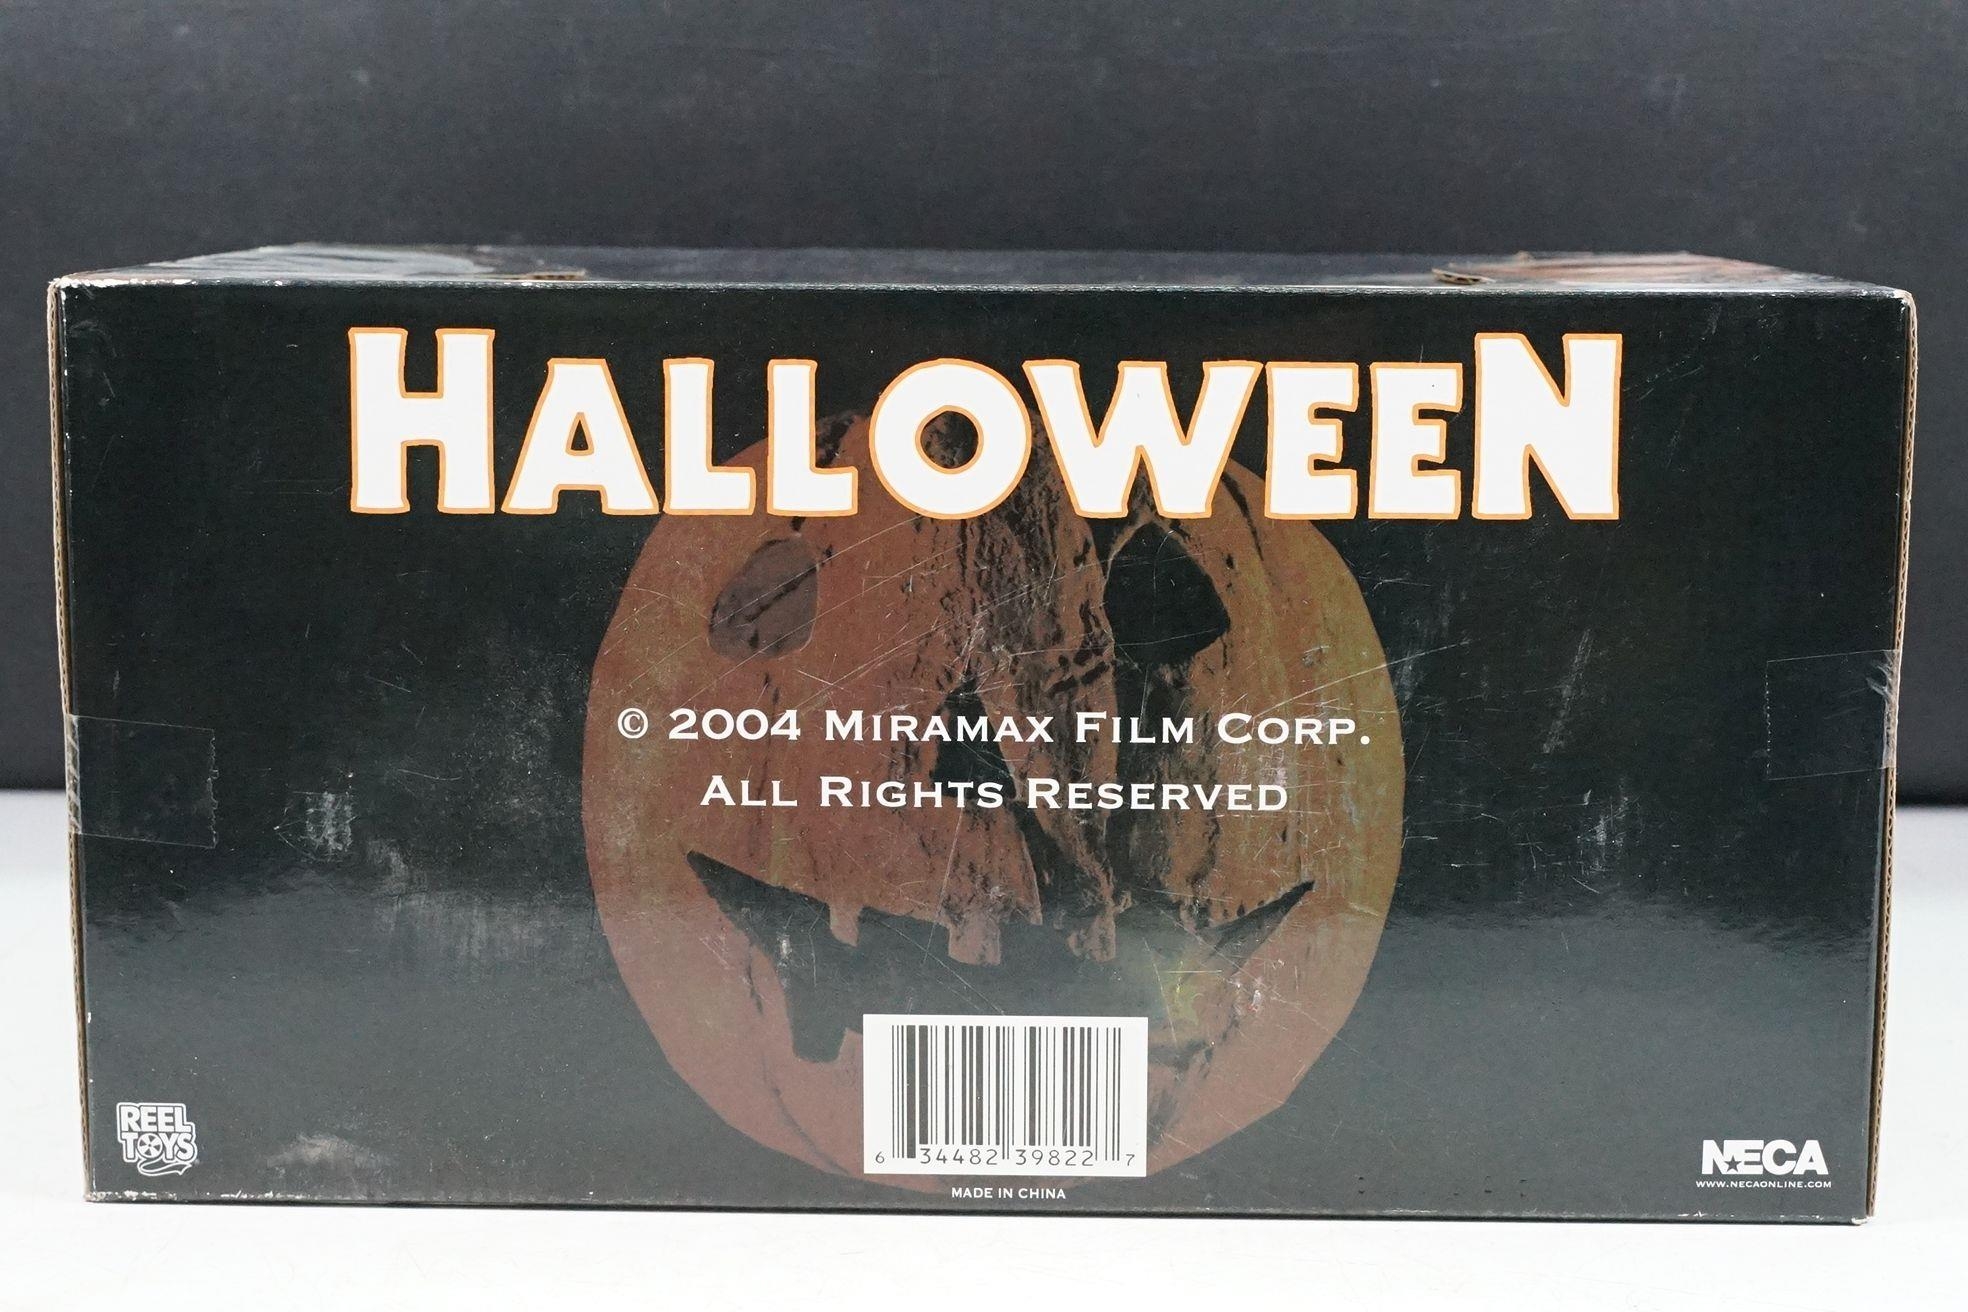 HALLOWEEN
© 2004 MIRAMAX FILM CORP.
ALL RIGHTS RESERVED
6 34482 39822 7
MADE IN CHINA
REEL
TOYS
NECA
WWW.NECAONLINE.COM